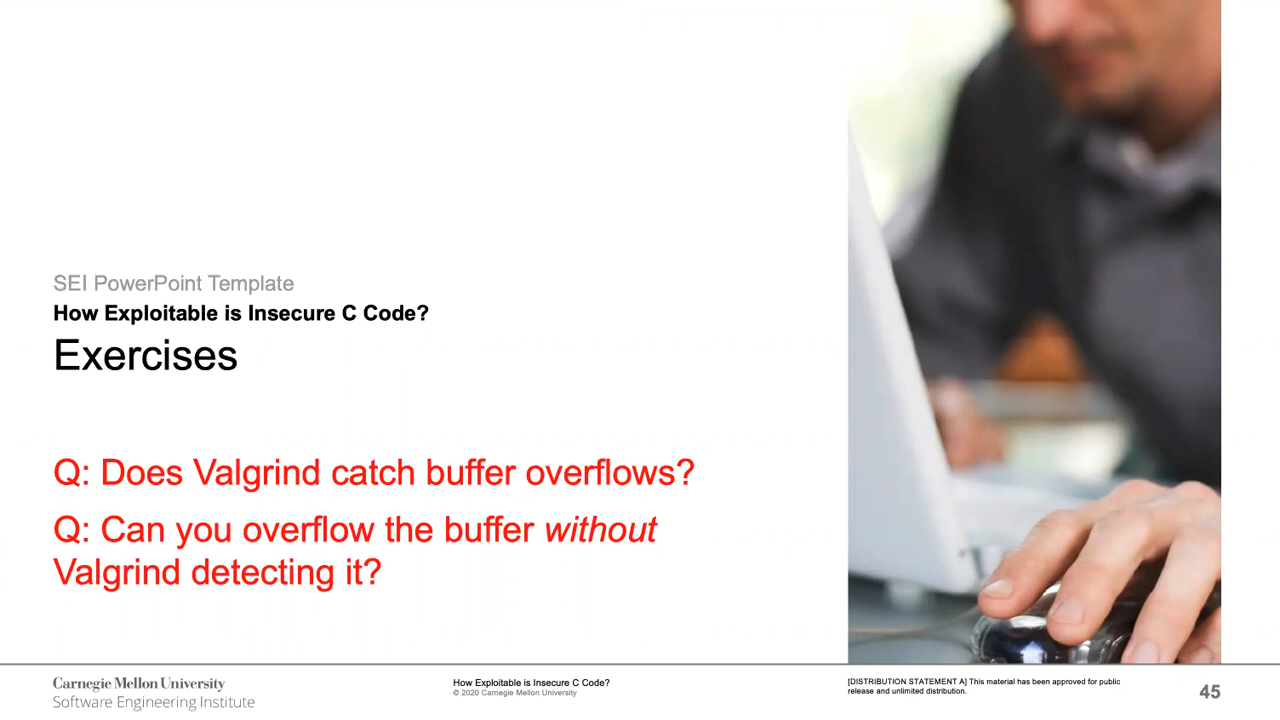 SEI PowerPoint Template
How Exploitable is Insecure C Code?
Exercises
Q: Does Valgrind catch buffer overflows?
Q: Can you overflow the buffer without
Valgrind detecting it?
Carnegie Mellon University
Software Engineering Institute
How Exploitable is Insecure C Code?
© 2020 Carnegie Mellon University
[DISTRIBUTION STATEMENT A] This material has been approved for public
release and unlimited distribution.
45